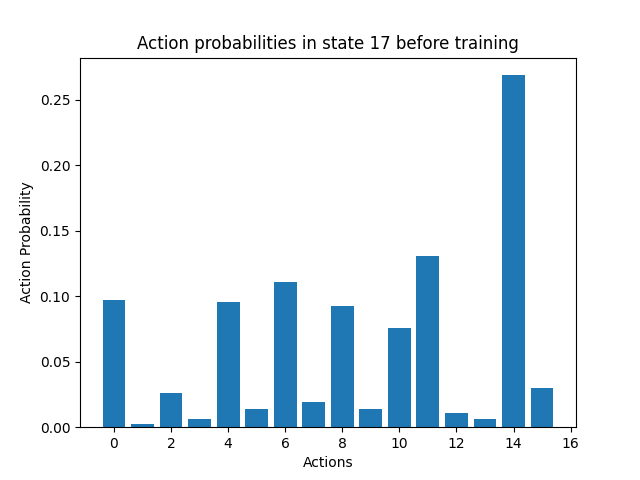 Action probabilities in state 17 before training
0.25
0.20
0.15
0.10
0.05
0.00
Action Probability
0 2 4 6 8 10 12 14 16
Actions